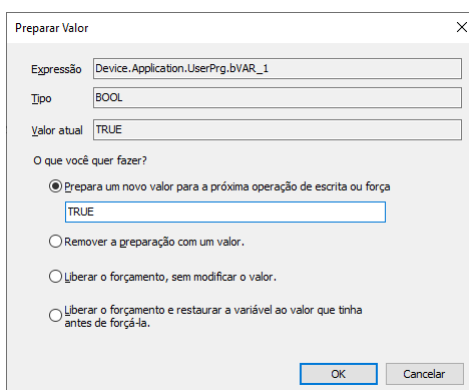 Preparar Valor
Expressão Device.Application.UserPrg.bVAR_1
Tipo BOOL
Valor atual TRUE
O que você quer fazer?
Prepara um novo valor para a próxima operação de escrita ou força
TRUE
Remover a preparação com um valor.
Liberar o forçamento, sem modificar o valor.
Liberar o forçamento e restaurar a variável ao valor que tinha
antes de forçá-la.
OK Cancelar